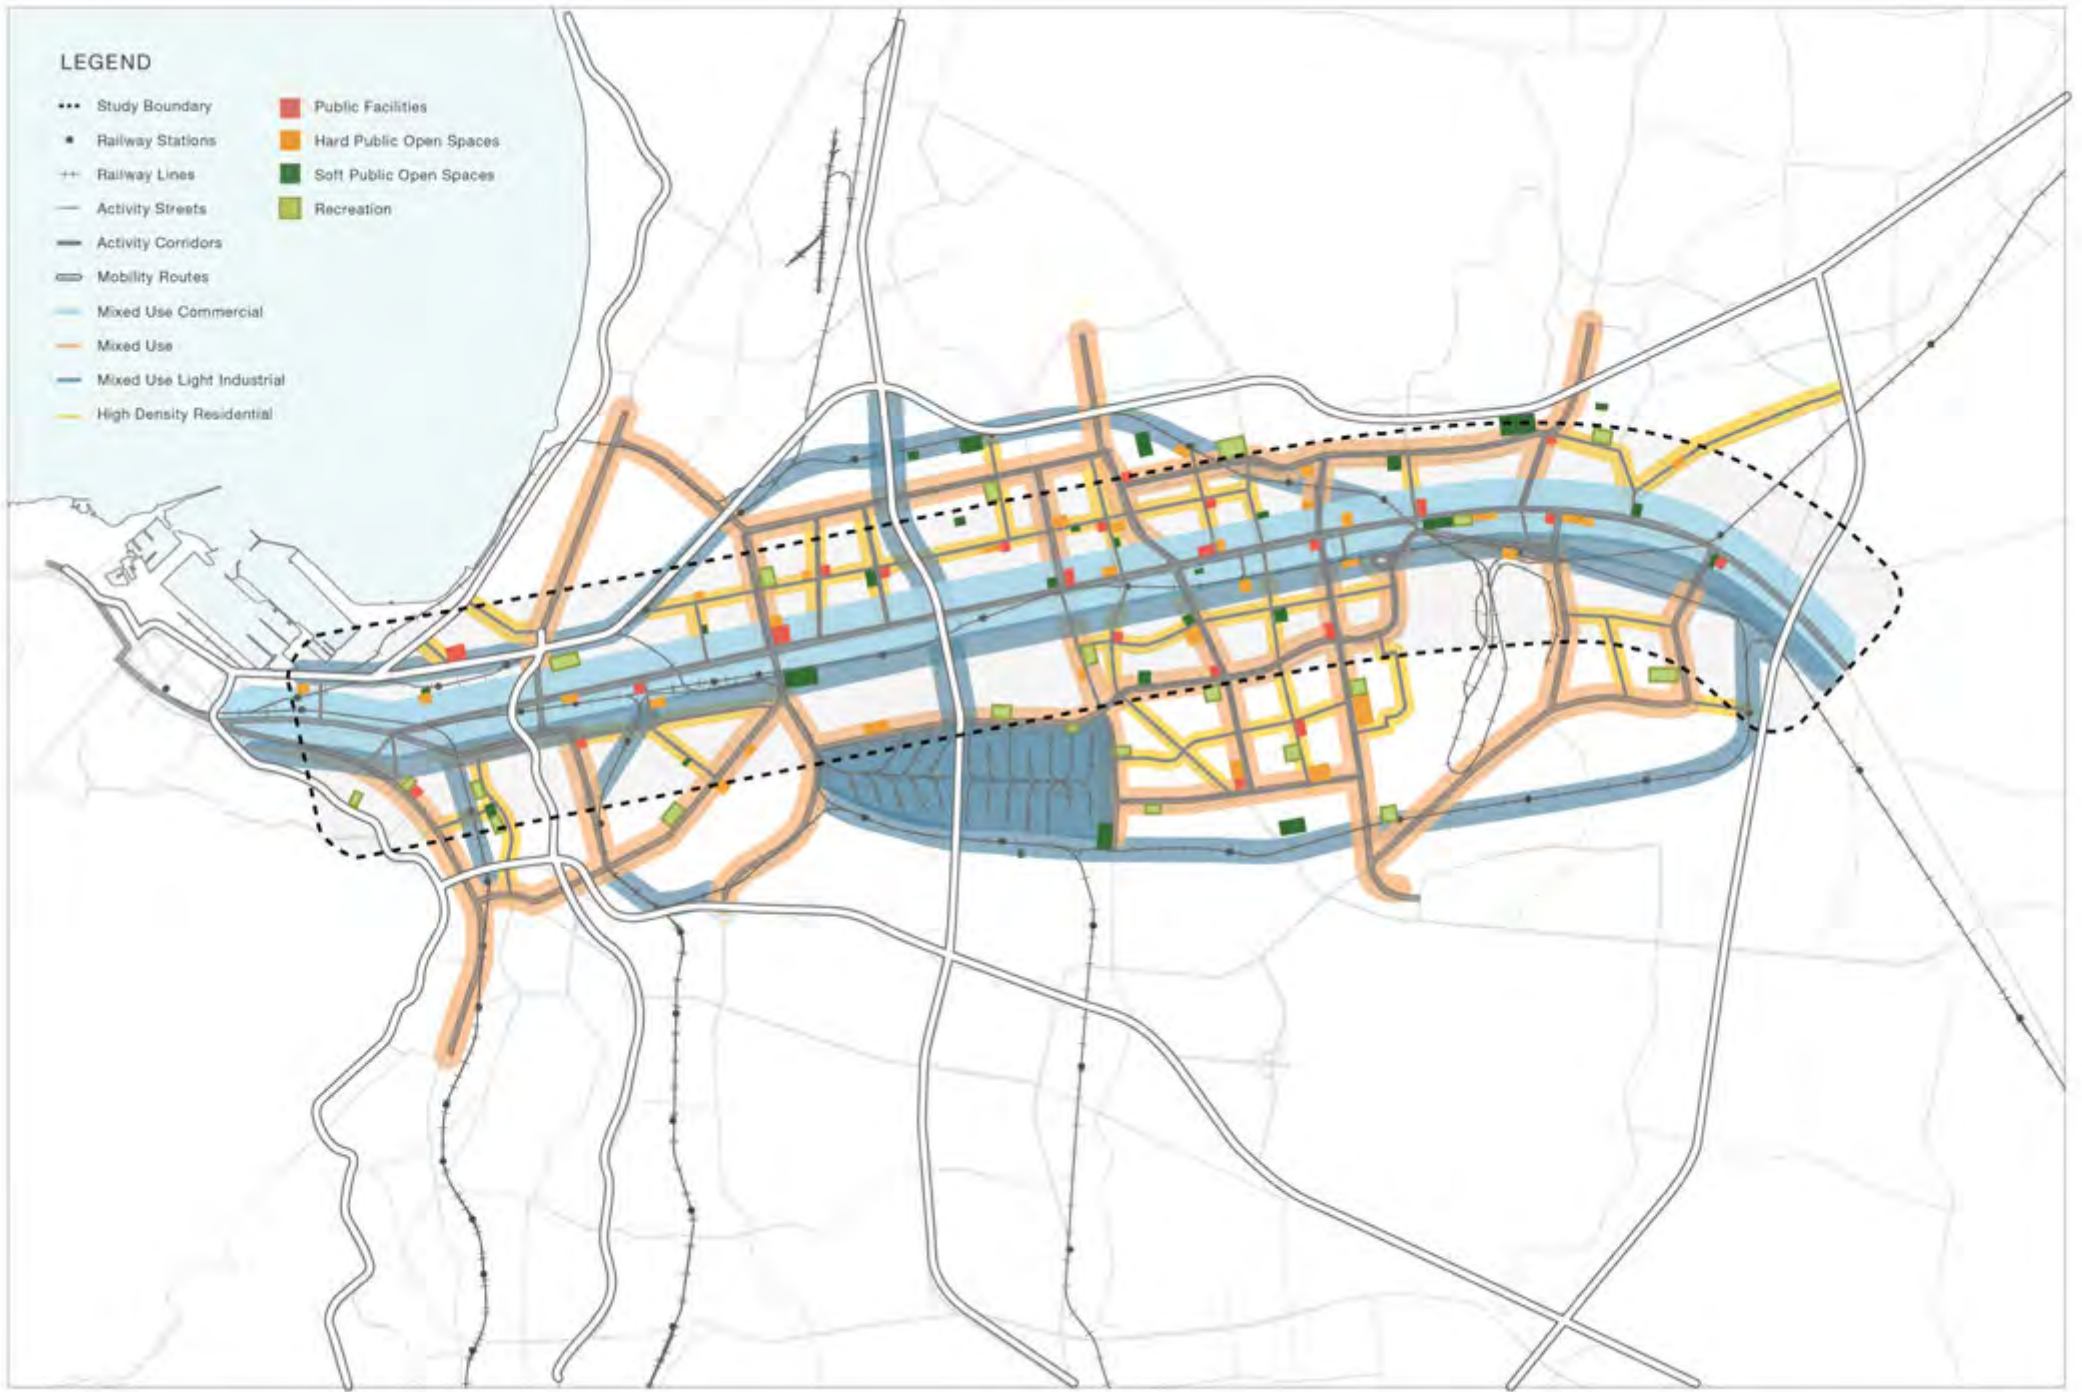 LEGEND
Study Boundary
Railway Stations
Railway Lines
Activity Streets
Activity Corridors
Mobility Routes
Mixed Use Commercial
Mixed Use
Mixed Use Light Industrial
High Density Residential
Public Facilities
Hard Public Open Spaces
Soft Public Open Spaces
Recreation